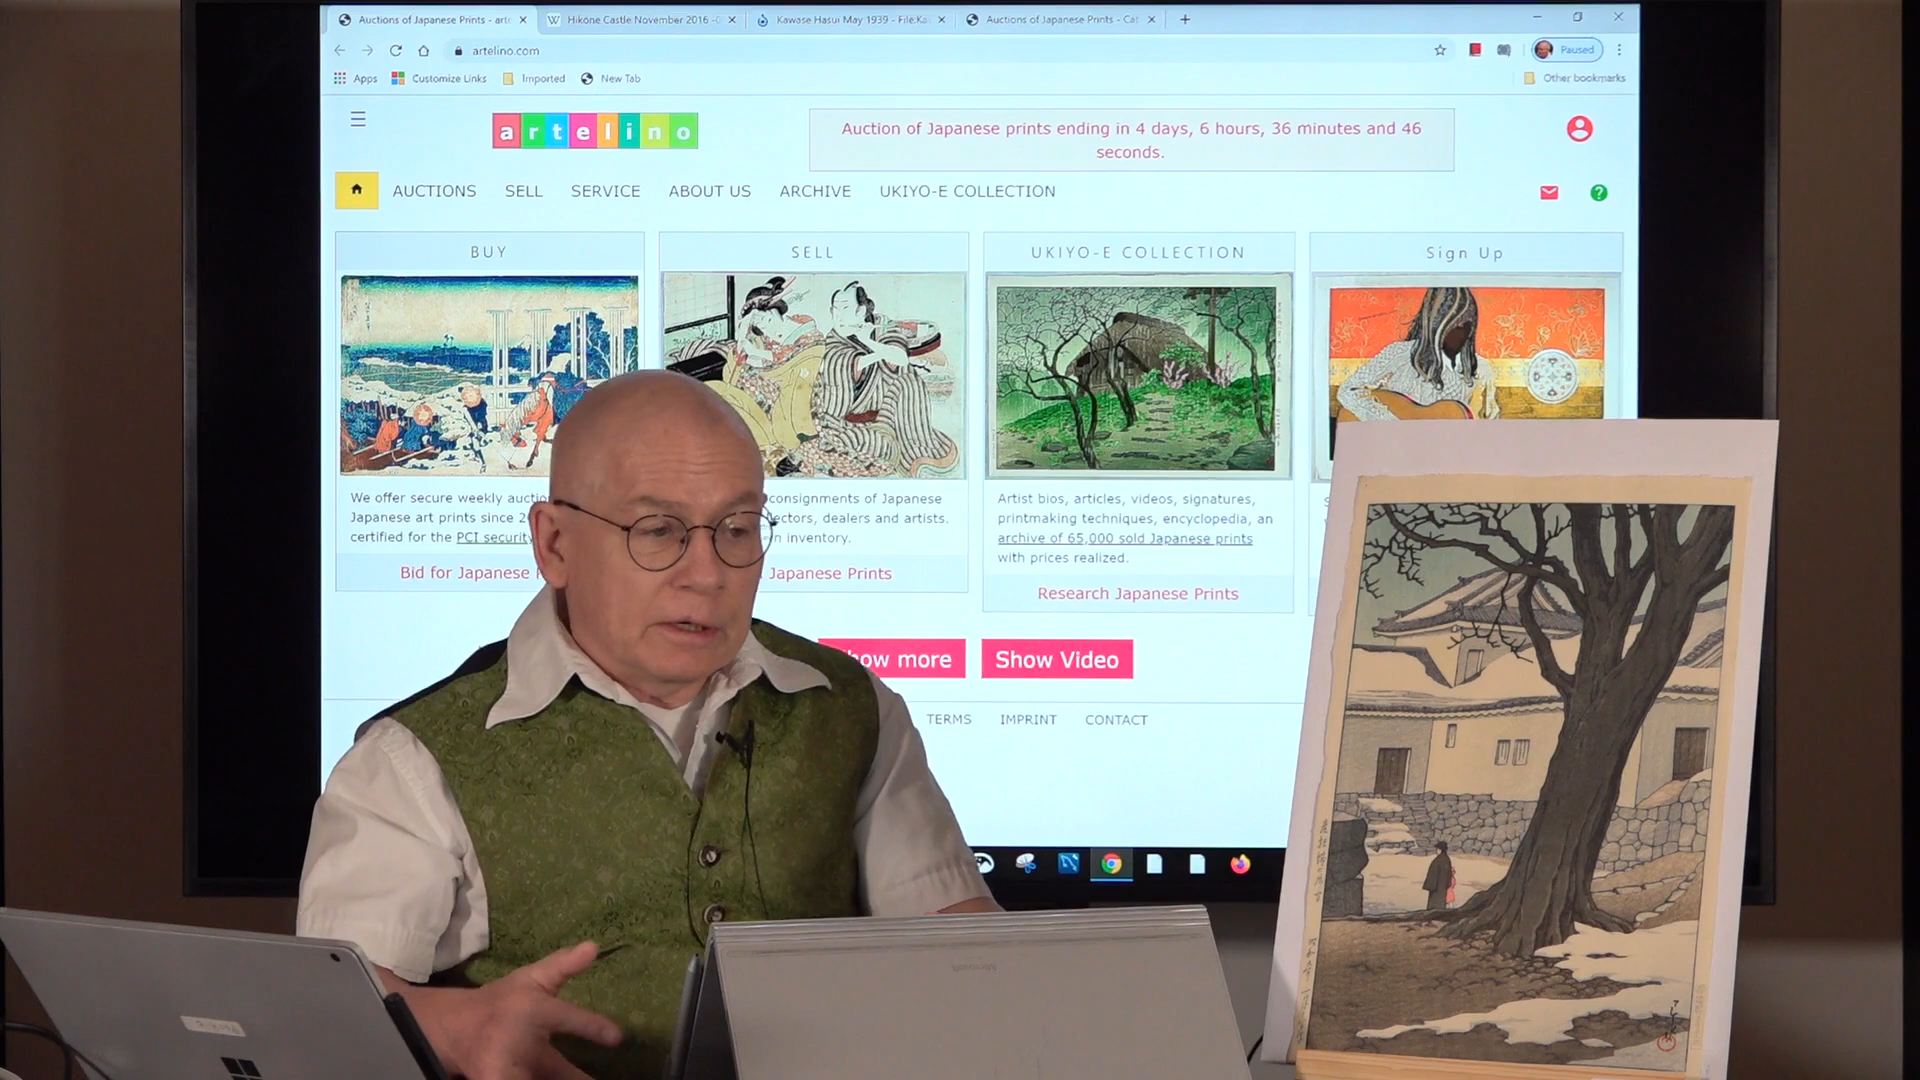 Auctions of Japanese Prints - arte
Hikone Castle November 2016 -
Kawase Hasui May 1939 - File:Ka
Auctions of Japanese Prints - Cat
artelino.com
Paused
Apps
Customize Links
Imported
New Tab
Other bookmarks
artelino
Auction of Japanese prints ending in 4 days, 6 hours, 36 minutes and 46
seconds.
AUCTIONS
SELL
SERVICE
ABOUT US
ARCHIVE
UKIYO-E COLLECTION
BUY
We offer secure weekly auctio
Japanese art prints since 2
certified for the PCI security
Bid for Japanese
SELL
consignments of Japanese
ectors, dealers and artists.
n inventory.
Japanese Prints
UKIYO-E COLLECTION
Artist bios, articles, videos, signatures,
printmaking techniques, encyclopedia, an
archive of 65,000 sold Japanese prints
with prices realized.
Research Japanese Prints
Sign Up
how more
Show Video
TERMS
IMPRINT
CONTACT
Microsoft